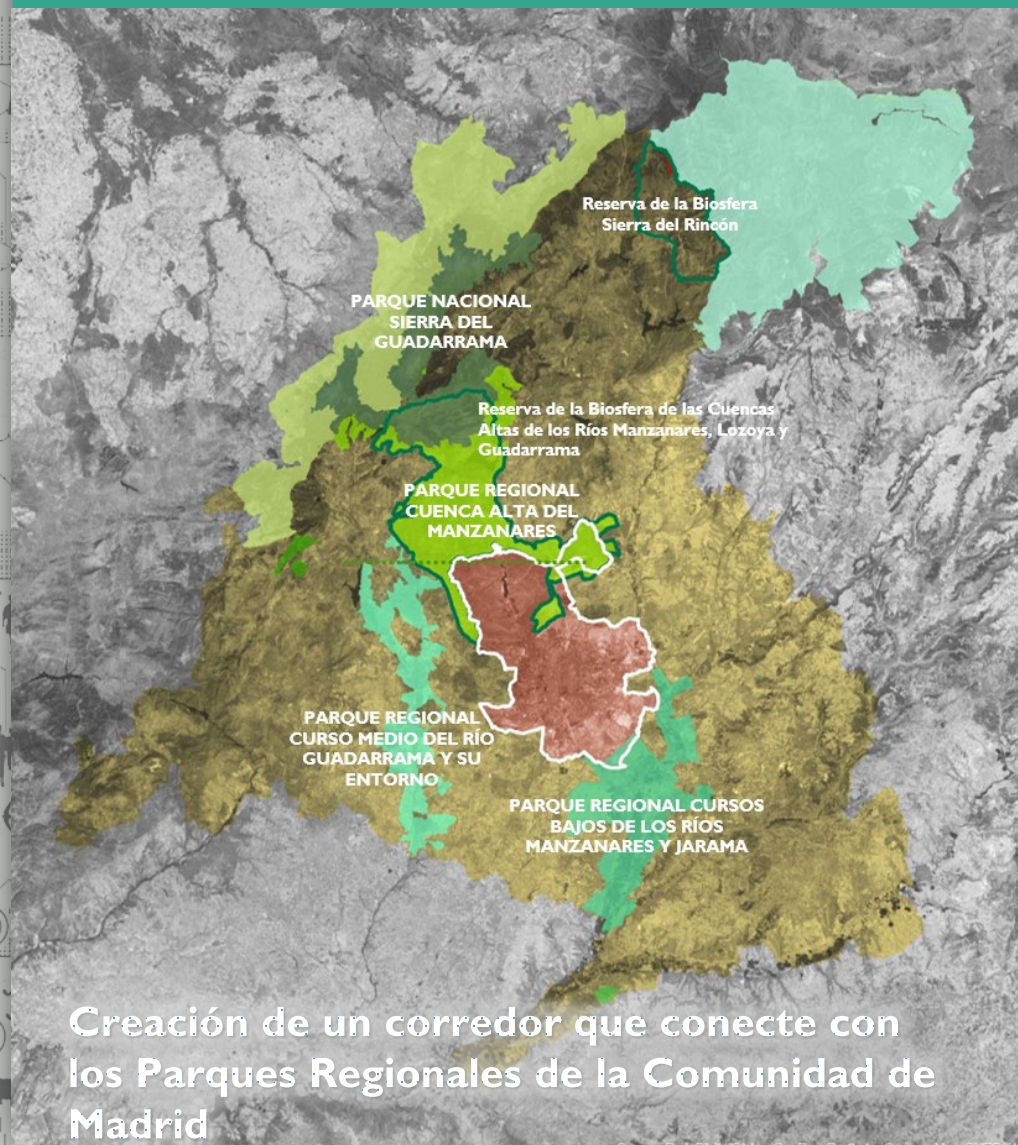 Reserva de la Biosfera
Sierra del Rincón
PARQUE NACIONAL
SIERRA DEL
GUADARRAMA
Reserva de la Biosfera de las Cuencas
Altas de los Ríos Manzanares, Lozoya y
Guadarrama
PARQUE REGIONAL
CUENCA ALTA DEL
MANZANARES
PARQUE REGIONAL
CURSO MEDIO DEL RÍO
GUADARRAMA Y SU
ENTORNO
PARQUE REGIONAL CURSOS
BAJOS DE LOS RÍOS
MANZANARES Y JARAMA
Creación de un corredor que conecte con
los Parques Regionales de la Comunidad de
Madrid